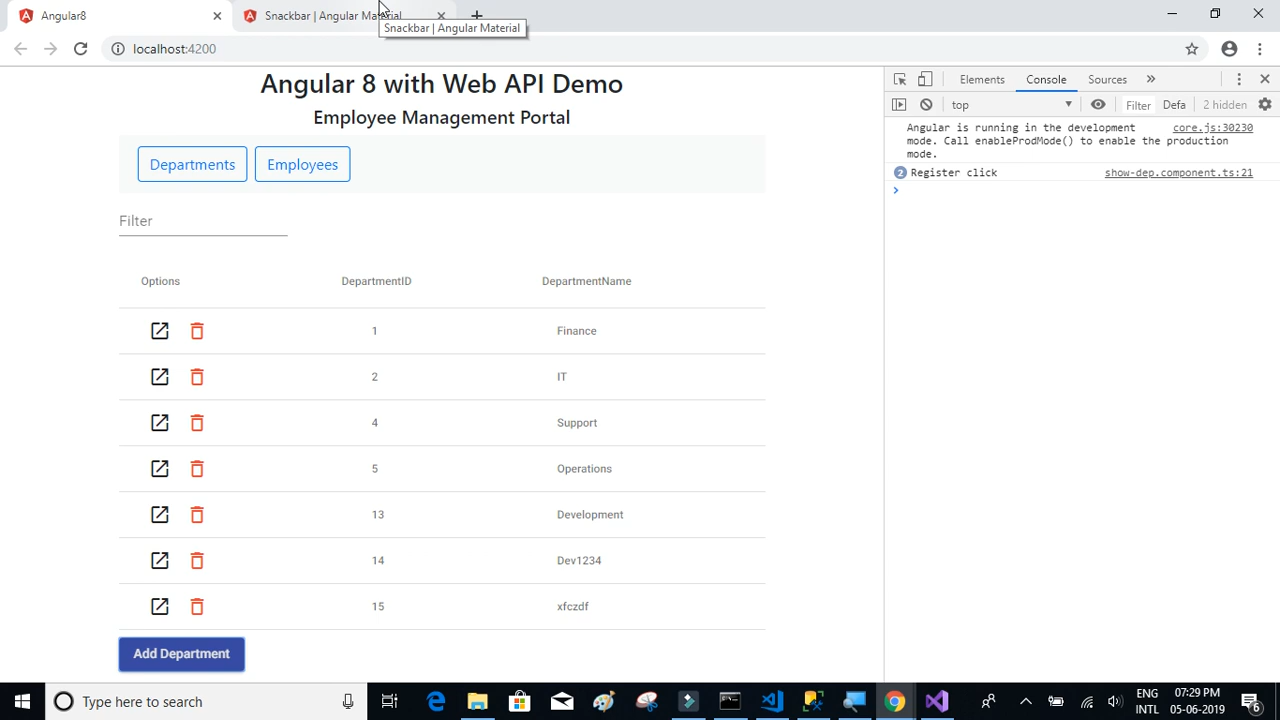 Angular8
Snackbar | Angular Material
Snackbar | Angular Material
localhost:4200
Angular 8 with Web API Demo
Employee Management Portal
Departments Employees
Filter
Options DepartmentID DepartmentName
1 Finance
2 IT
4 Support
5 Operations
13 Development
14 Dev1234
15 xfczdf
Add Department
Elements Console Sources »
top Filter Defa 2 hidden
Angular is running in the development core.js:30230
mode. Call enableProdMode() to enable the production
mode.
2 Register click show-dep.component.ts:21
Type here to search
ENG 07:29 PM
INTL 05-06-2019
6